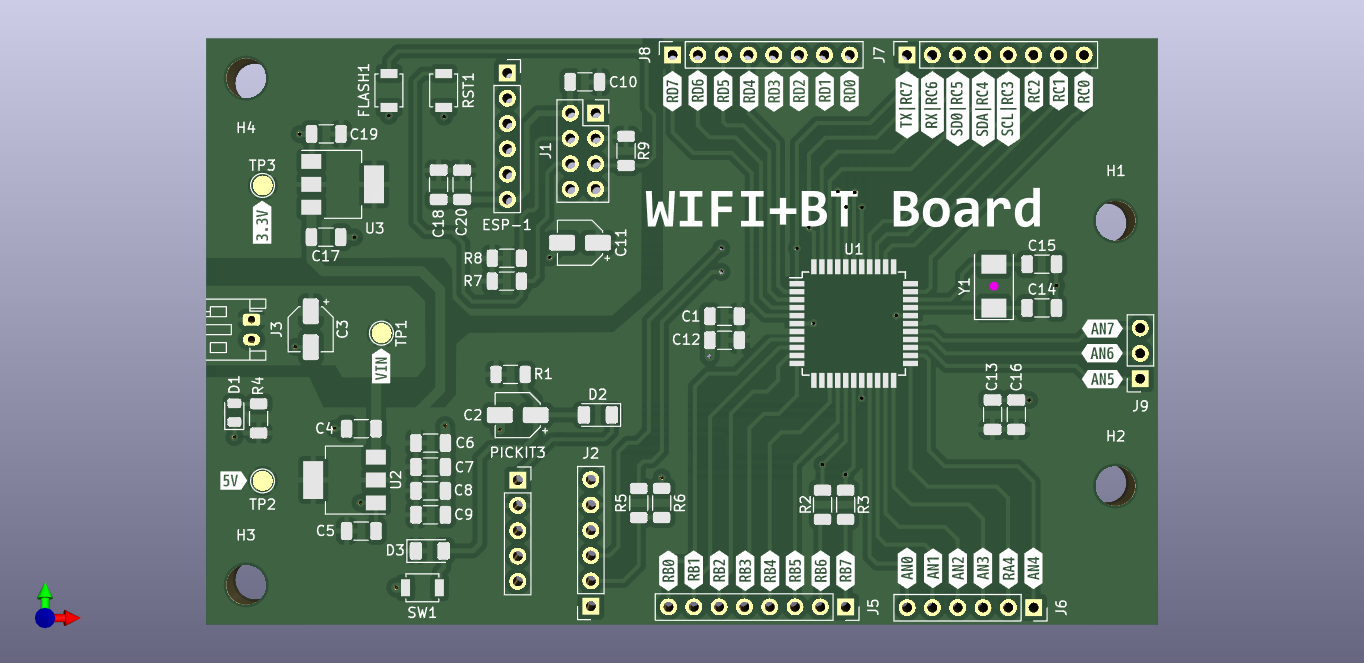 J8
J7
FLASH1
RST1
C10
RD7
RD6
RD5
RD4
RD3
RD2
RD1
RD0
TX|RC7
RX|RC6
SD0|RC5
SDA|RC4
SCL|RC3
RC2
RC1
RC0
H4
C19
J1
R9
TP3
H1
3.3V
U3
C18
C20
ESP-1
WIFI+BT Board
C17
C11
U1
C15
R8
R7
Y1
C14
J3
C3
TP1
C1
C12
AN7
AN6
AN5
VIN
D1
R4
R1
C13
C16
J9
C2
D2
C4
C6
H2
PICKIT3
J2
C7
5V
U2
C8
TP2
C9
R5
R6
R2
R3
H3
C5
D3
RB0
RB1
RB2
RB3
RB4
RB5
RB6
RB7
AN0
AN1
AN2
AN3
RA4
AN4
SW1
J5
J6